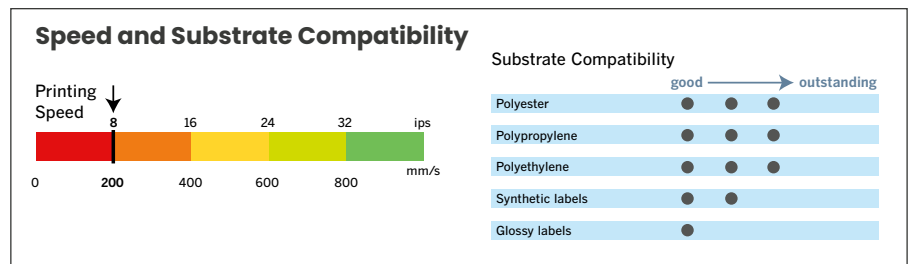 Speed and Substrate Compatibility
Printing
Speed
8 16 24 32 ips
mm/s
0 200 400 600 800
Substrate Compatibility
good outstanding
Polyester
Polypropylene
Polyethylene
Synthetic labels
Glossy labels